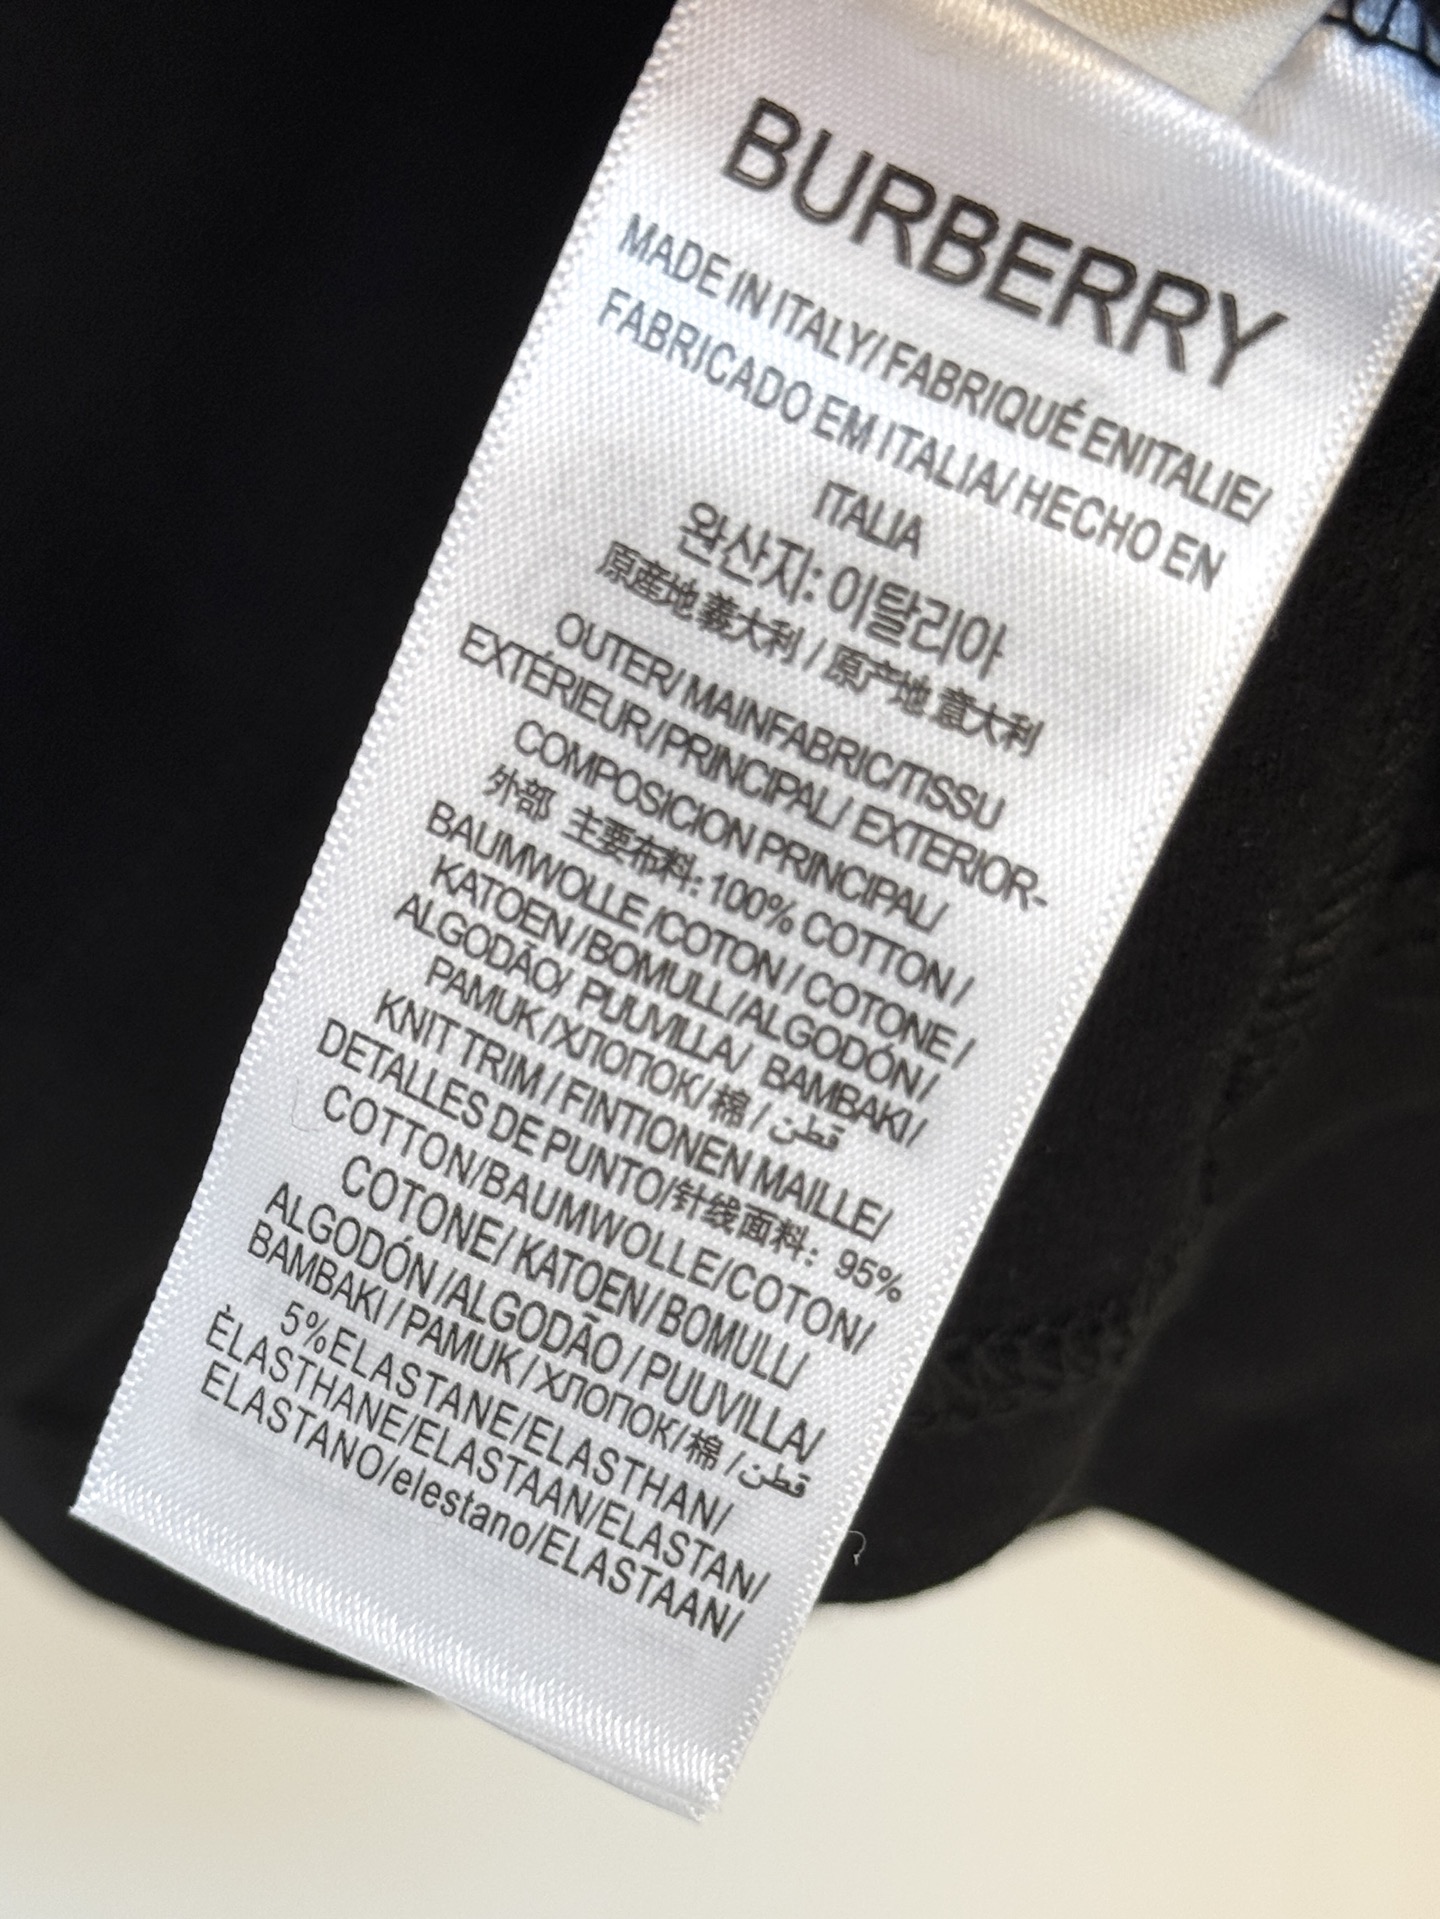 BURBERRY
MADE IN ITALY/ FABRIQUÉ ENITALIE/
FABRICADO EM ITALIA/ HECHO EN
ITALIA
완산지: 이탈리아
原産地 義大利 / 原产地 意大利
OUTER/ MAINFABRIC/TISSU
EXTÉRIEUR/PRINCIPAL/ EXTERIOR-
COMPOSICION PRINCIPAL/
外部 主要布料: 100% COTTON /
BAUMWOLLE /COTON / COTONE /
KATOEN / BOMULL/ALGODÓN /
ALGODÃO/ PUUVILLA/ BAMBAKI /
PAMUK / ХЛОПОК/ 棉 / قطن
KNIT TRIM / FINTIONEN MAILLE/
DETALLES DE PUNTO/针线面料: 95%
COTTON/BAUMWOLLE/COTON/
COTONE/ KATOEN/ BOMULL/
ALGODÓN /ALGODÃO / PUUVILLA/
BAMBAKI / PAMUK / ХЛОПОК/ 棉 / قطن
5%ELASTANE/ELASTHAN/
ÈLASTHANE/ELASTAAN/ELASTAN/
ELASTANO/elestano/ELASTAAN/